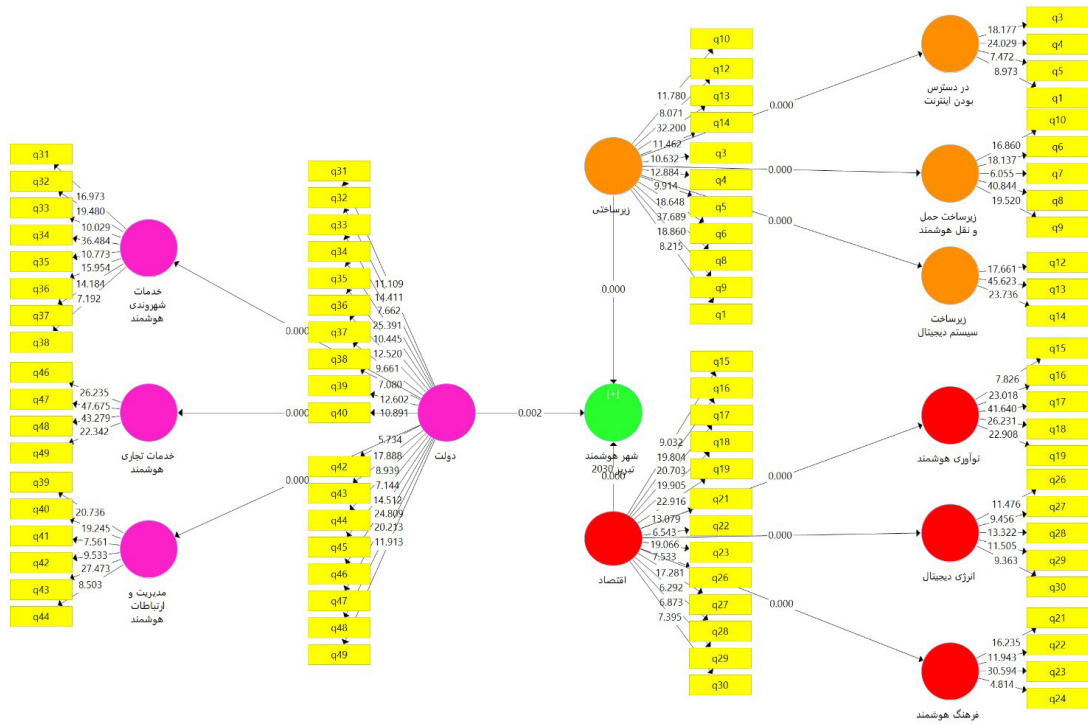 q31
q32
q33
q34
q35
q36
q37
q38
16.973
19.480
10.029
36.484
10.773
15.954
14.184
7.192
خدمات
شهروندی
هوشمند
q46
q47
q48
q49
26.235
47.675
43.279
22.342
خدمات تجاری
هوشمند
q39
q40
q41
q42
q43
q44
20.736
19.245
7.561
9.533
27.473
8.503
مدیریت و
ارتباطات
هوشمند
0.000
0.000
0.000
q31
q32
q33
q34
q35
q36
q37
q38
q39
q40
q42
q43
q44
q45
q46
q47
q48
q49
11.109
14.411
7.662
25.391
10.445
12.520
9.661
7.080
12.602
10.891
5.734
17.888
8.939
7.144
14.512
24.809
20.213
11.913
دولت
0.002
[+]
شهر هوشمند
تبریز 2030
0.000
0.000
زیرساختی
q10
q12
q13
q14
q3
q4
q5
q6
q8
q9
q1
11.780
8.071
32.200
11.462
10.632
12.884
9.914
18.648
37.689
18.860
8.215
0.000
0.000
0.000
در دسترس
بودن اینترنت
18.177
24.029
7.472
8.973
q3
q4
q5
q1
زیرساخت حمل
و نقل هوشمند
16.860
18.137
6.055
40.844
19.520
q10
q6
q7
q8
q9
زیرساخت
سیستم دیجیتال
17.661
45.623
23.736
q12
q13
q14
اقتصاد
q15
q16
q17
q18
q19
q21
q22
q23
q26
q27
q28
q29
q30
9.032
19.804
20.703
19.905
22.916
13.079
6.543
19.066
7.533
17.281
6.292
6.873
7.395
0.000
0.000
0.000
نوآوری هوشمند
7.826
23.018
41.640
26.231
22.908
q15
q16
q17
q18
q19
انرژی دیجیتال
11.476
9.456
13.322
11.505
9.363
q26
q27
q28
q29
q30
فرهنگ هوشمند
16.235
11.943
30.594
4.814
q21
q22
q23
q24